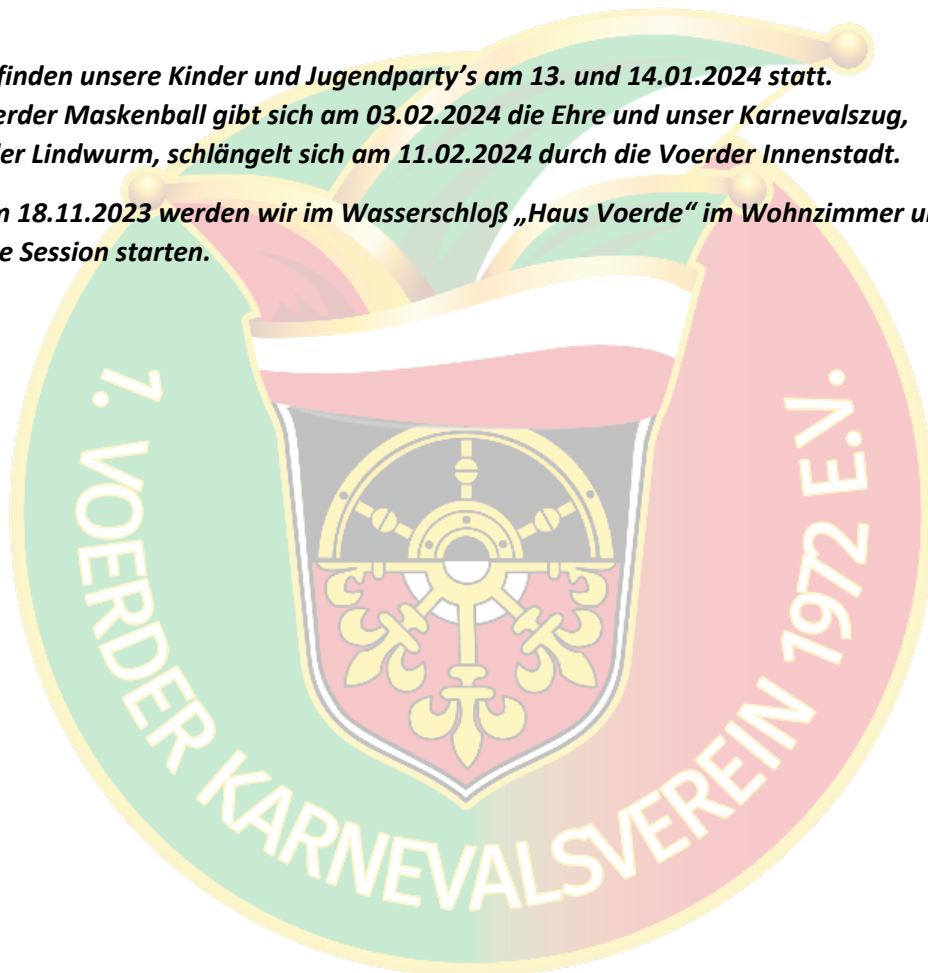 finden unsere Kinder und Jugendparty’s am 13. und 14.01.2024 statt.
erder Maskenball gibt sich am 03.02.2024 die Ehre und unser Karnevalszug,
ler Lindwurm, schlängelt sich am 11.02.2024 durch die Voerder Innenstadt.
18.11.2023 werden wir im Wasserschloß „Haus Voerde“ im Wohnzimmer
e Session starten.
1. VOERDER KARNEVALSVEREIN 1972 E.V.